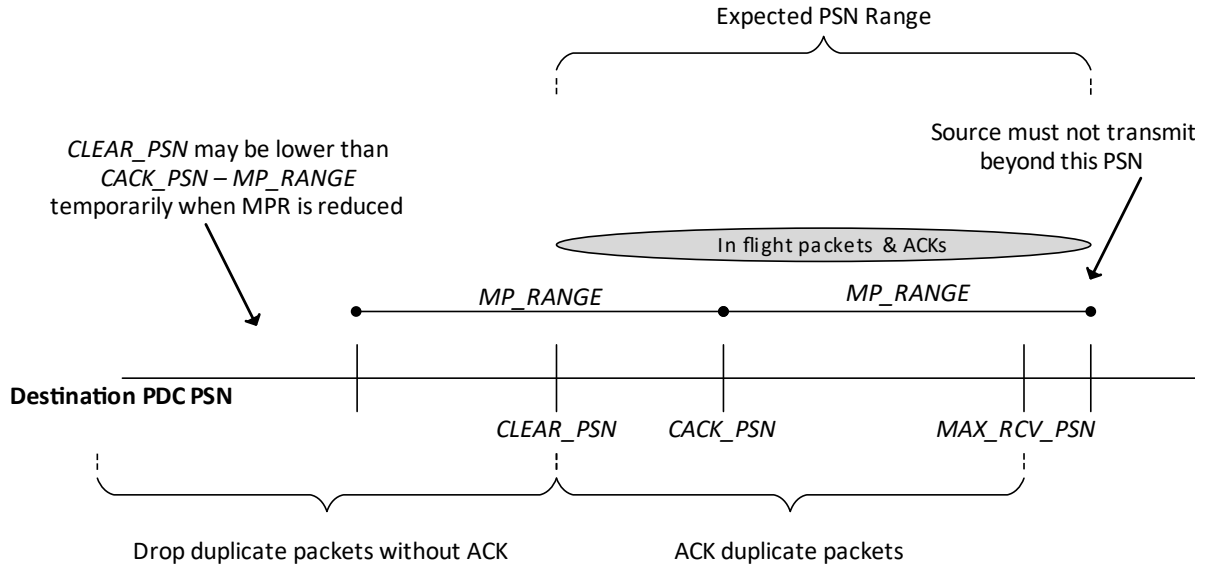 Expected PSN Range
CLEAR_PSN may be lower than
CACK_PSN – MP_RANGE
temporarily when MPR is reduced
Source must not transmit
beyond this PSN
In flight packets & ACKs
MP_RANGE
MP_RANGE
Destination PDC PSN
CLEAR_PSN
CACK_PSN
MAX_RCV_PSN
Drop duplicate packets without ACK
ACK duplicate packets